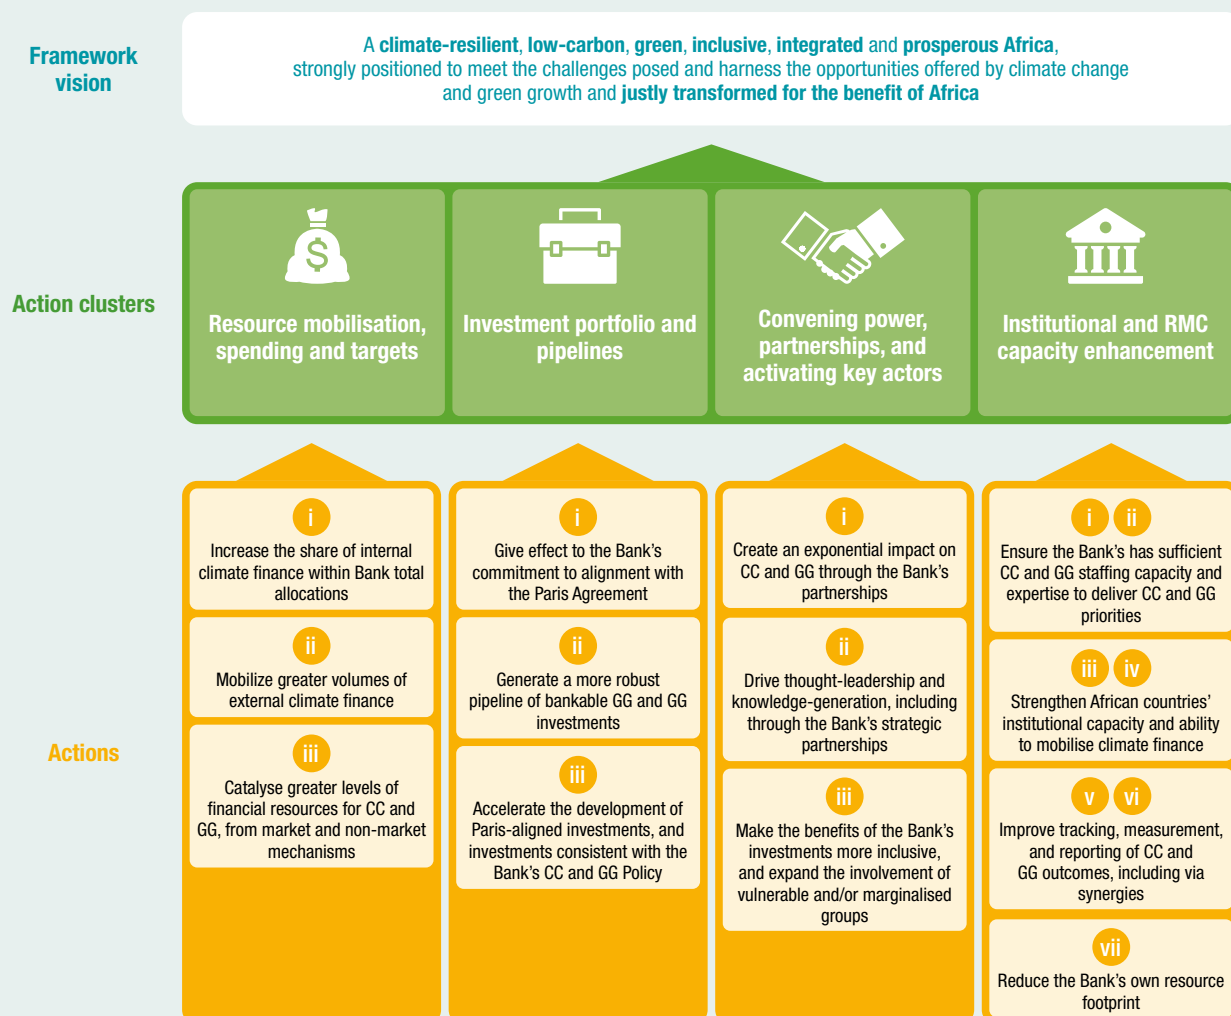 Framework
vision
A climate-resilient, low-carbon, green, inclusive, integrated and prosperous Africa,
strongly positioned to meet the challenges posed and harness the opportunities offered by climate change
and green growth and justly transformed for the benefit of Africa
Action clusters
$
Resource mobilisation,
spending and targets
Investment portfolio and
pipelines
Convening power,
partnerships, and
activating key actors
Institutional and RMC
capacity enhancement
Actions
i
Increase the share of internal
climate finance within Bank total
allocations
ii
Mobilize greater volumes of
external climate finance
iii
Catalyse greater levels of
financial resources for CC and
GG, from market and non-market
mechanisms
i
Give effect to the Bank's
commitment to alignment with
the Paris Agreement
ii
Generate a more robust
pipeline of bankable GG and GG
investments
iii
Accelerate the development of
Paris-aligned investments, and
investments consistent with the
Bank's CC and GG Policy
i
Create an exponential impact on
CC and GG through the Bank's
partnerships
ii
Drive thought-leadership and
knowledge-generation, including
through the Bank's strategic
partnerships
iii
Make the benefits of the Bank's
investments more inclusive,
and expand the involvement of
vulnerable and/or marginalised
groups
i ii
Ensure the Bank's has sufficient
CC and GG staffing capacity and
expertise to deliver CC and GG
priorities
iii iv
Strengthen African countries'
institutional capacity and ability
to mobilise climate finance
v vi
Improve tracking, measurement,
and reporting of CC and
GG outcomes, including via
synergies
vii
Reduce the Bank's own resource
footprint